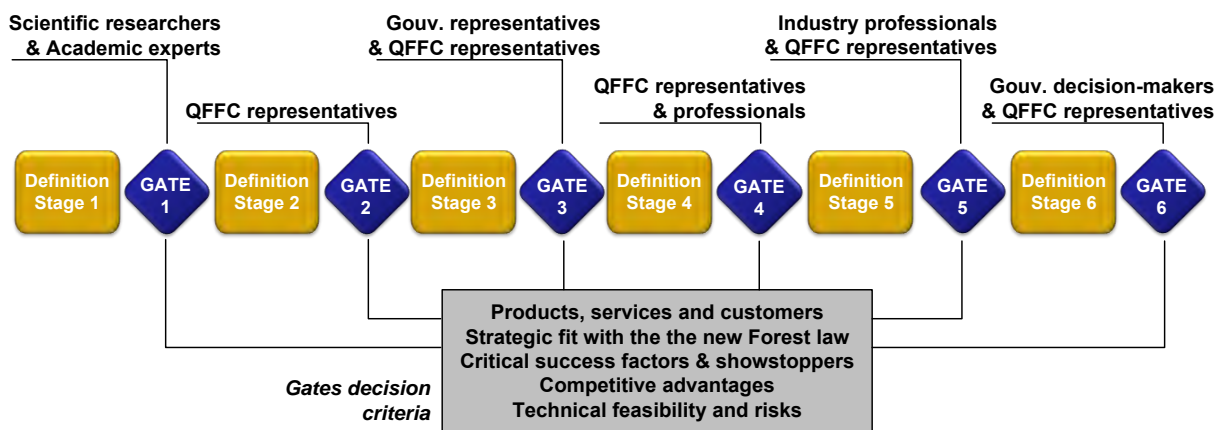 Scientific researchers
& Academic experts
Gouv. representatives
& QFFC representatives
Industry professionals
& QFFC representatives
QFFC representatives
QFFC representatives
& professionals
Gouv. decision-makers
& QFFC representatives
Definition
Stage 1
GATE
1
Definition
Stage 2
GATE
2
Definition
Stage 3
GATE
3
Definition
Stage 4
GATE
4
Definition
Stage 5
GATE
5
Definition
Stage 6
GATE
6
Gates decision
criteria
Products, services and customers
Strategic fit with the the new Forest law
Critical success factors & showstoppers
Competitive advantages
Technical feasibility and risks